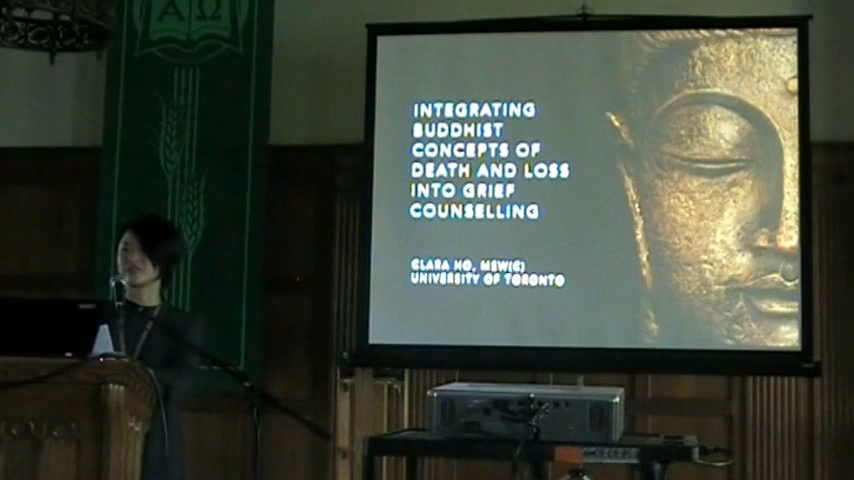 Α Ω
INTEGRATING
BUDDHIST
CONCEPTS OF
DEATH AND LOSS
INTO GRIEF
COUNSELLING
CLARA HO, MSW(C)
UNIVERSITY OF TORONTO